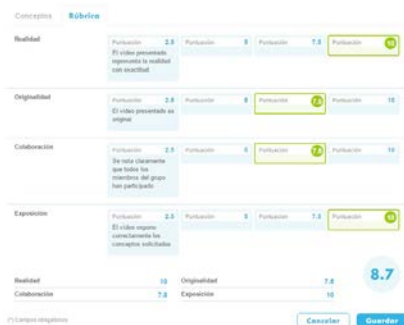 Conceptos Rúbrica
Realidad
Puntuación 2.5 Puntuación 5 Puntuación 7.5 Puntuación 10
El vídeo presentado
representa la realidad
con exactitud
Originalidad
Puntuación 2.5 Puntuación 5 Puntuación 7.5 Puntuación 10
El vídeo presentado es
original
Colaboración
Puntuación 2.5 Puntuación 5 Puntuación 7.5 Puntuación 10
Se nota claramente
que todos los
miembros del grupo
han participado
Exposición
Puntuación 2.5 Puntuación 5 Puntuación 7.5 Puntuación 10
El vídeo expone
correctamente los
conceptos solicitados
Realidad 10 Originalidad 7.5
Colaboración 7.5 Exposición 10
8.7
(*) Campos obligatorios Cancelar Guardar